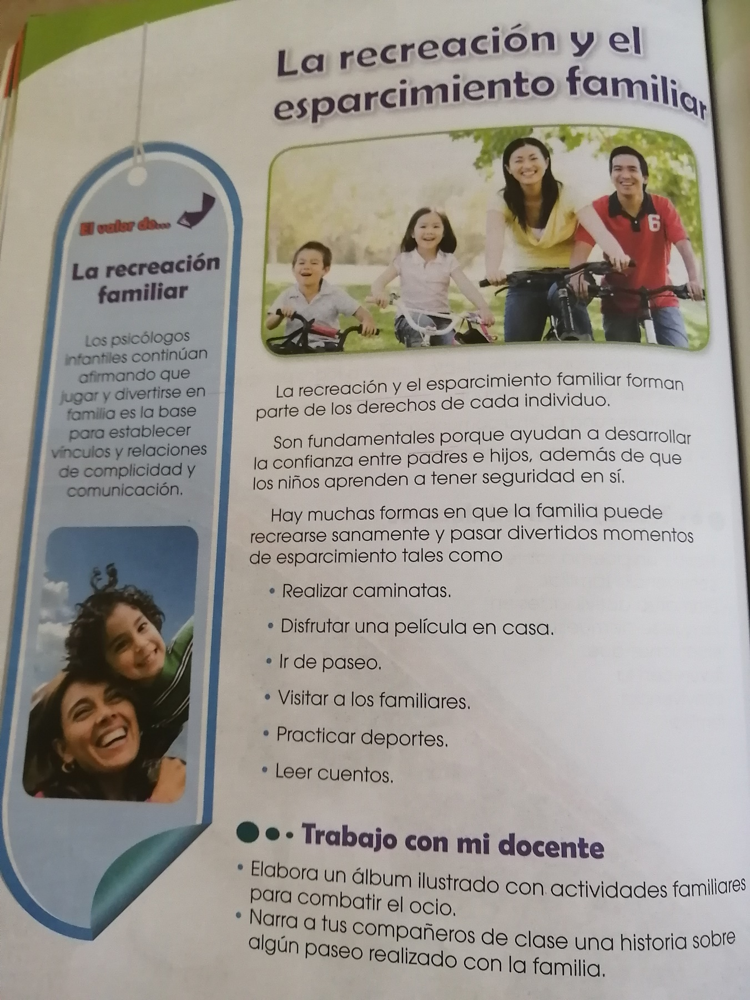 La recreación y el
esparcimiento familiar
El valor de...
La recreación
familiar
Los psicólogos
infantiles continúan
afirmando que
jugar y divertirse en
familia es la base
para establecer
vínculos y relaciones
de complicidad y
comunicación.
6
La recreación y el esparcimiento familiar forman
parte de los derechos de cada individuo.
Son fundamentales porque ayudan a desarrollar
la confianza entre padres e hijos, además de que
los niños aprenden a tener seguridad en sí.
Hay muchas formas en que la familia puede
recrearse sanamente y pasar divertidos momentos
de esparcimiento tales como
• Realizar caminatas.
• Disfrutar una película en casa.
• Ir de paseo.
• Visitar a los familiares.
• Practicar deportes.
• Leer cuentos.
Trabajo con mi docente
• Elabora un álbum ilustrado con actividades familiares
para combatir el ocio.
• Narra a tus compañeros de clase una historia sobre
algún paseo realizado con la familia.